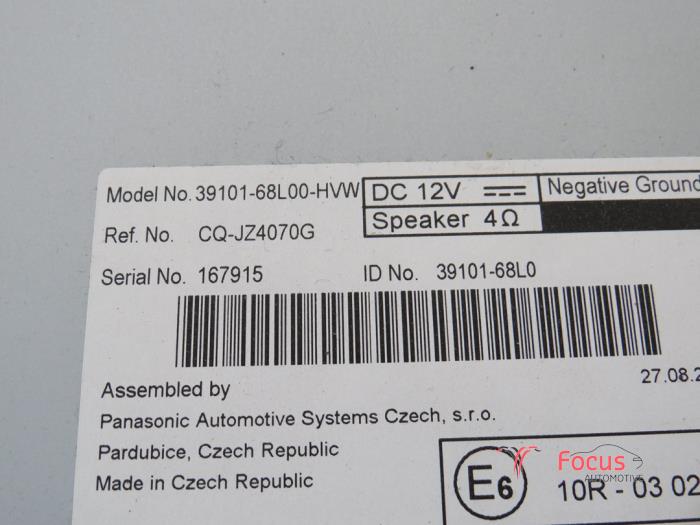 Model No. 39101-68L00-HVW DC 12V Negative Ground
Speaker 4Ω
Ref. No. CQ-JZ4070G
Serial No. 167915 ID No. 39101-68L0
27.08.2
Assembled by
Panasonic Automotive Systems Czech, s.r.o.
Pardubice, Czech Republic
Made in Czech Republic
E6 10R - 03 02
Focus
AUTOMOTIVE